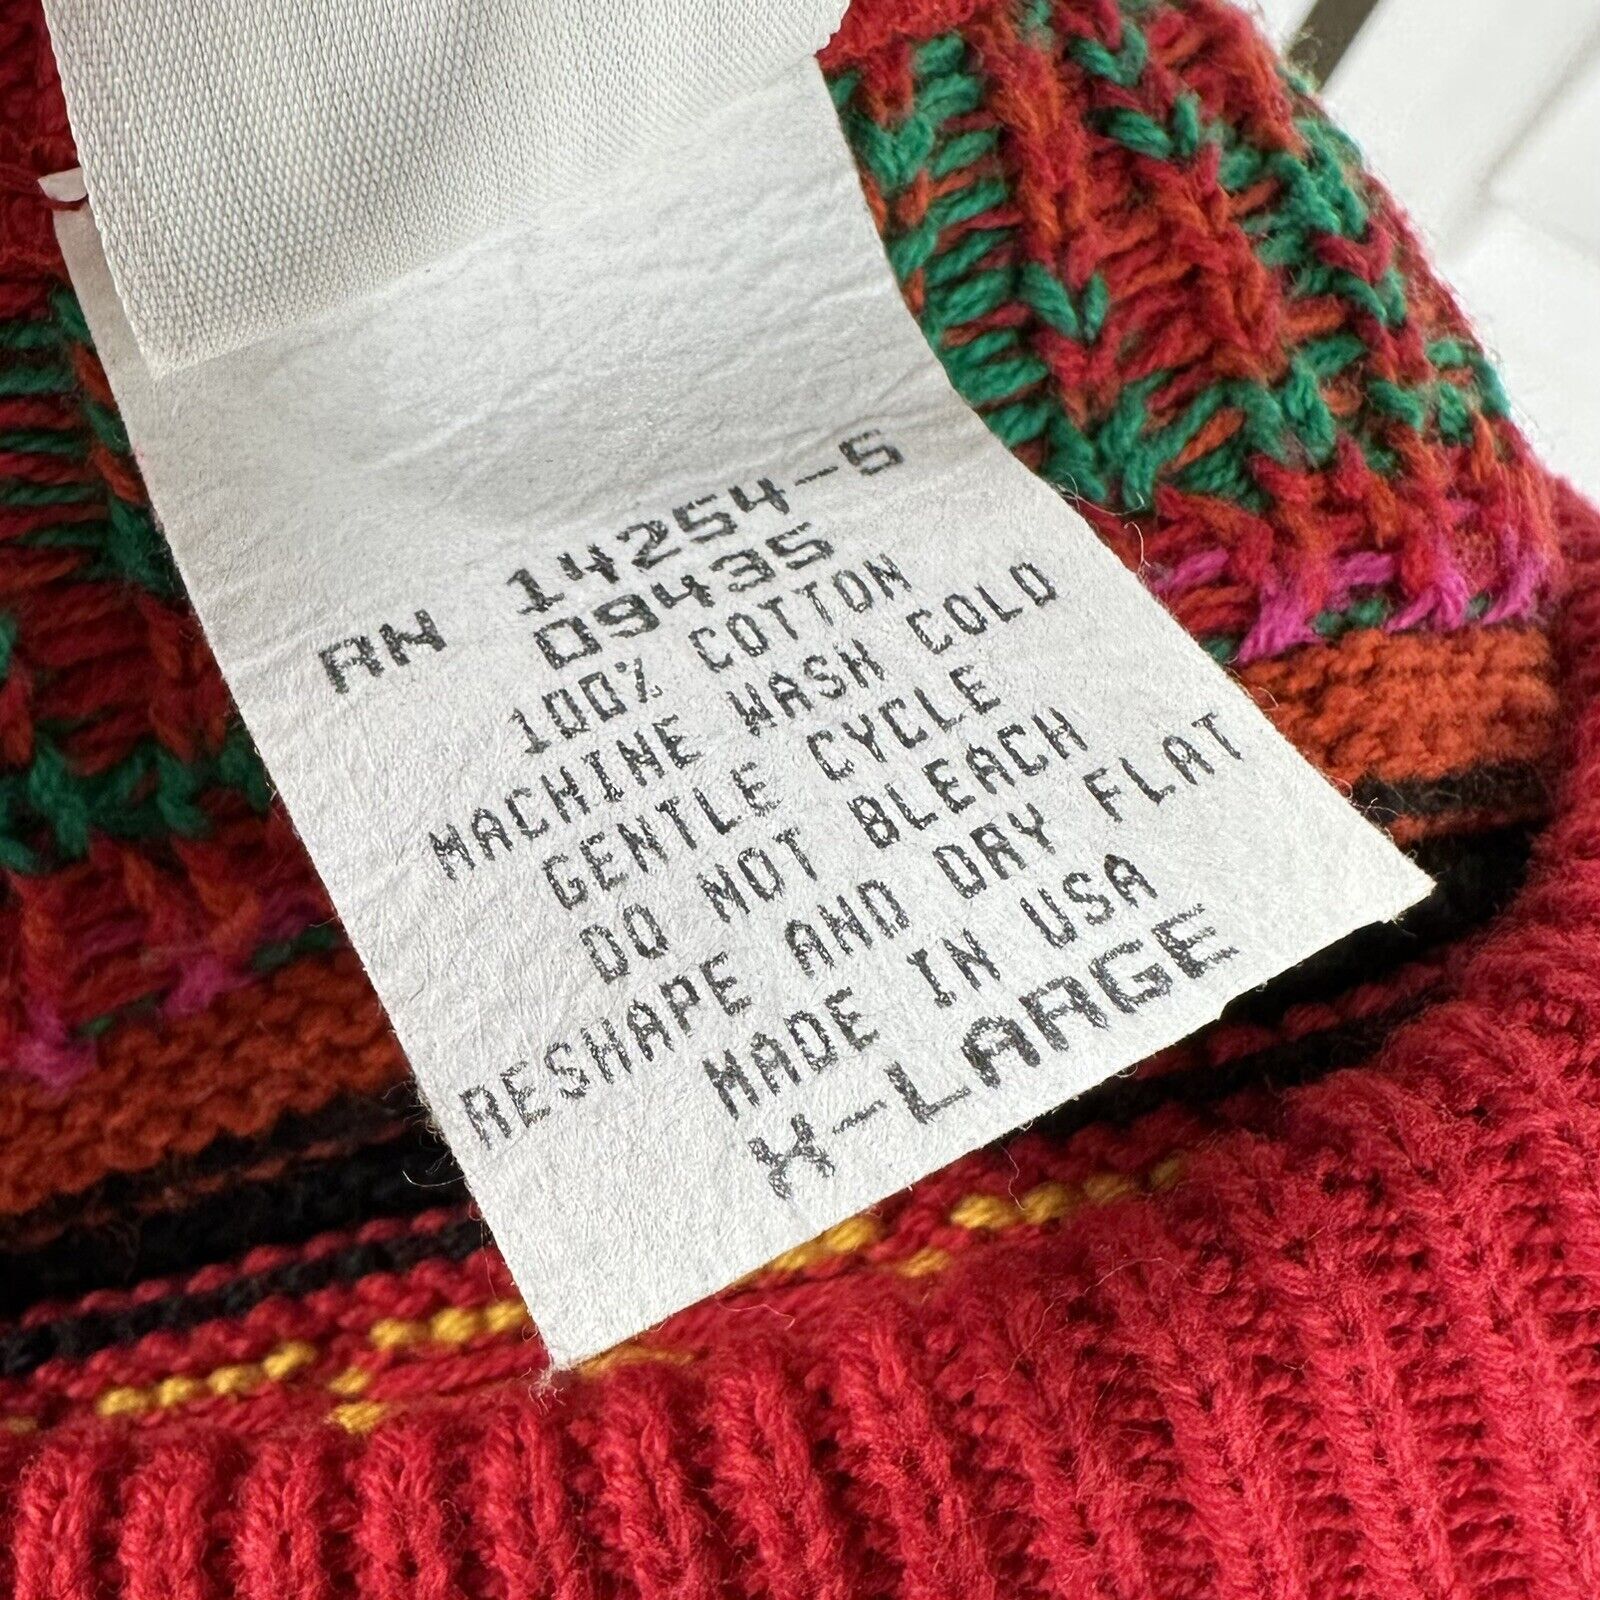 RN 14254-5
09435
100% COTTON
MACHINE WASH COLD
GENTLE CYCLE
DO NOT BLEACH
RESHAPE AND DRY FLAT
MADE IN USA
X-LARGE